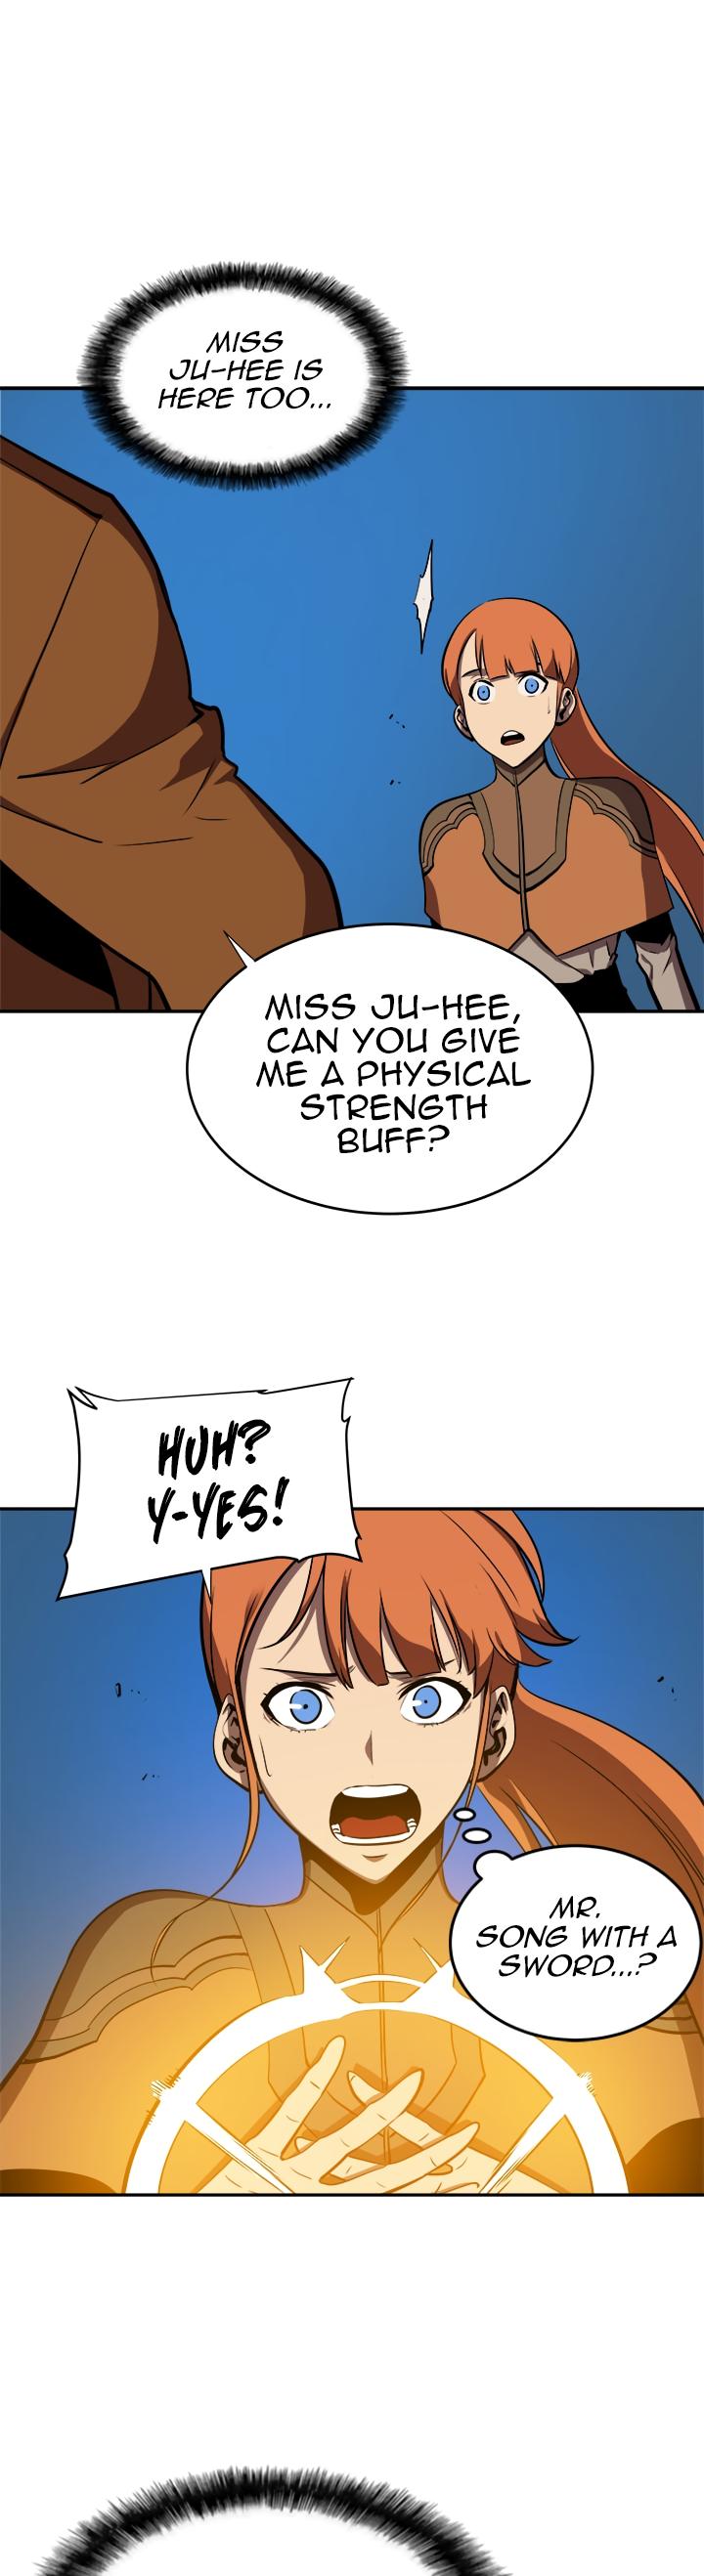 MISS
JU-HEE IS
HERE TOO...
MISS JU-HEE,
CAN YOU GIVE
ME A PHYSICAL
STRENGTH
BUFF?
HUH?
Y-YES!
MR.
SONG WITH A
SWORD...?